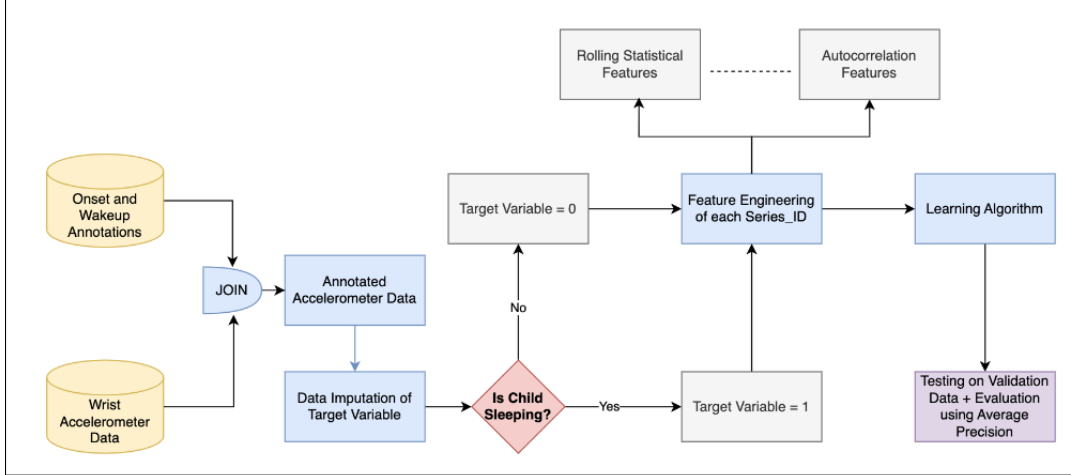 Rolling Statistical
Features
Autocorrelation
Features
Onset and
Wakeup
Annotations
Target Variable = 0
Feature Engineering
of each Series_ID
Learning Algorithm
JOIN
Annotated
Accelerometer Data
No
Wrist
Accelerometer
Data
Data Imputation of
Target Variable
Is Child
Sleeping?
Yes
Target Variable = 1
Testing on Validation
Data + Evaluation
using Average
Precision